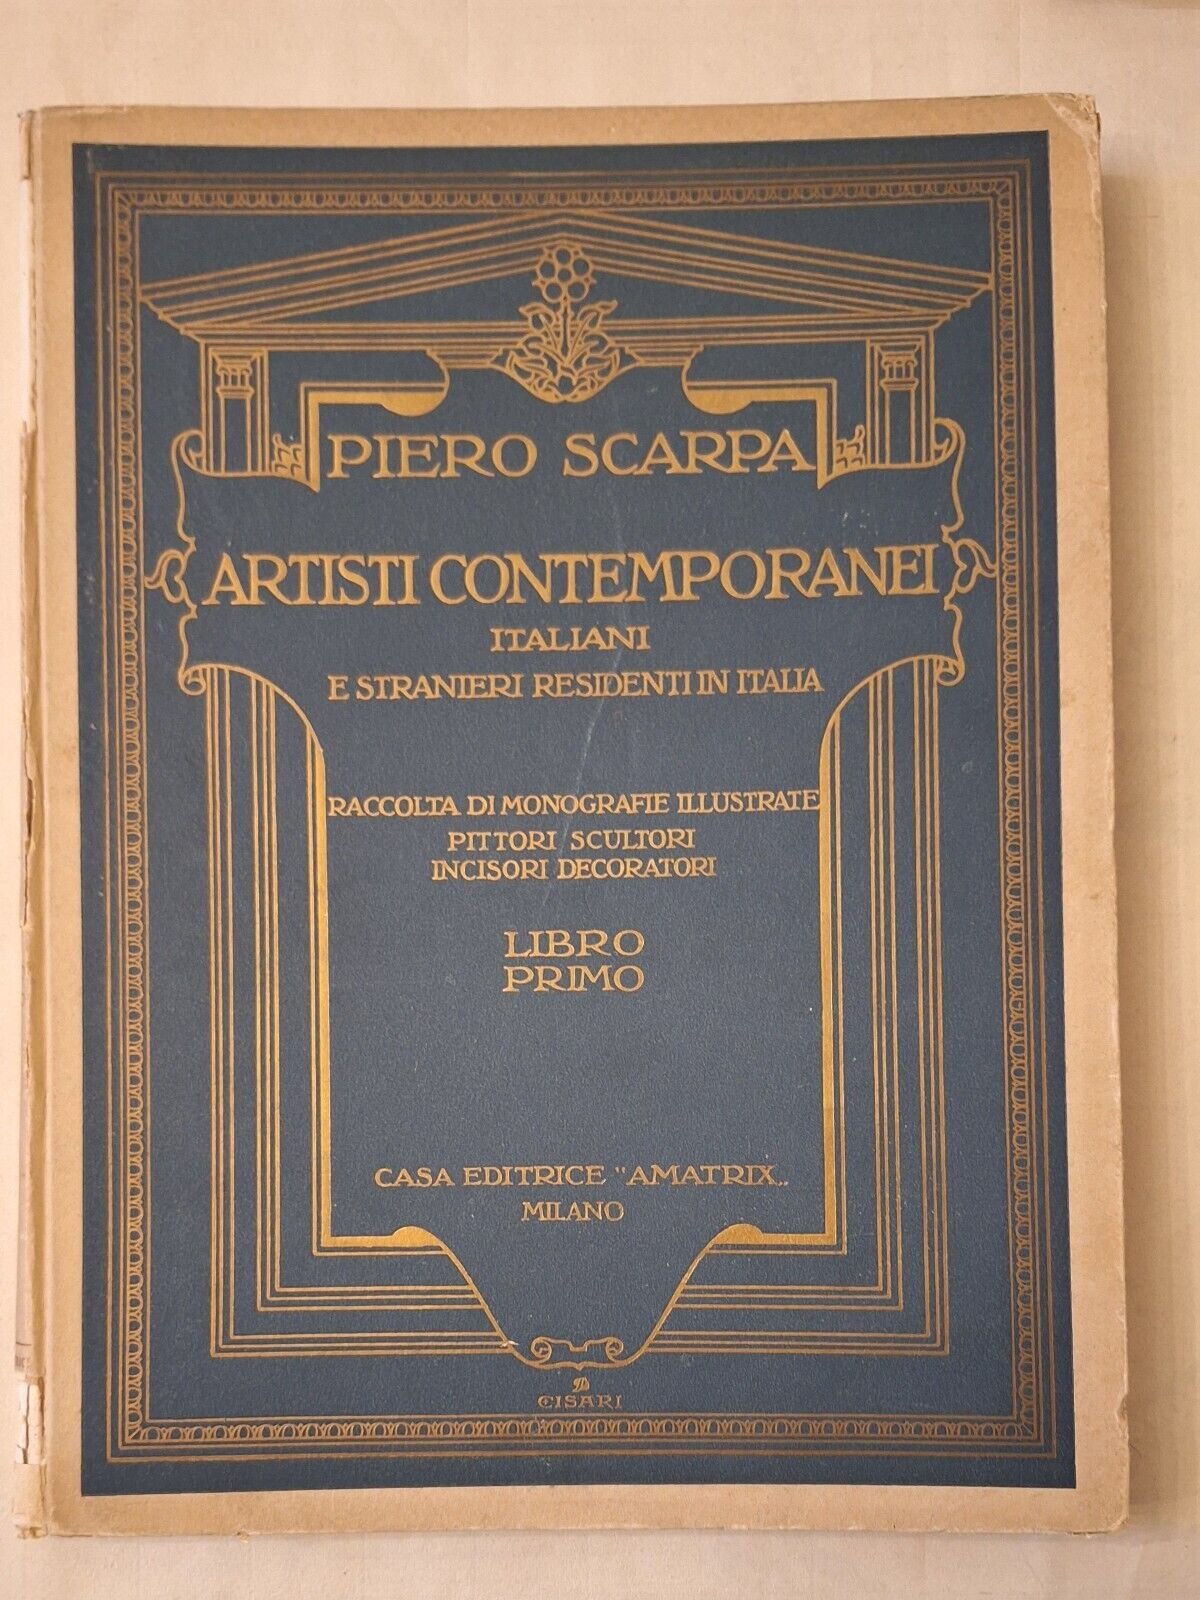 PIERO SCARPA
ARTISTI CONTEMPORANEI
ITALIANI
E STRANIERI RESIDENTI IN ITALIA
RACCOLTA DI MONOGRAFIE ILLUSTRATE
PITTORI SCULTORI
INCISORI DECORATORI
LIBRO
PRIMO
CASA EDITRICE "AMATRIX„
MILANO
CISARI